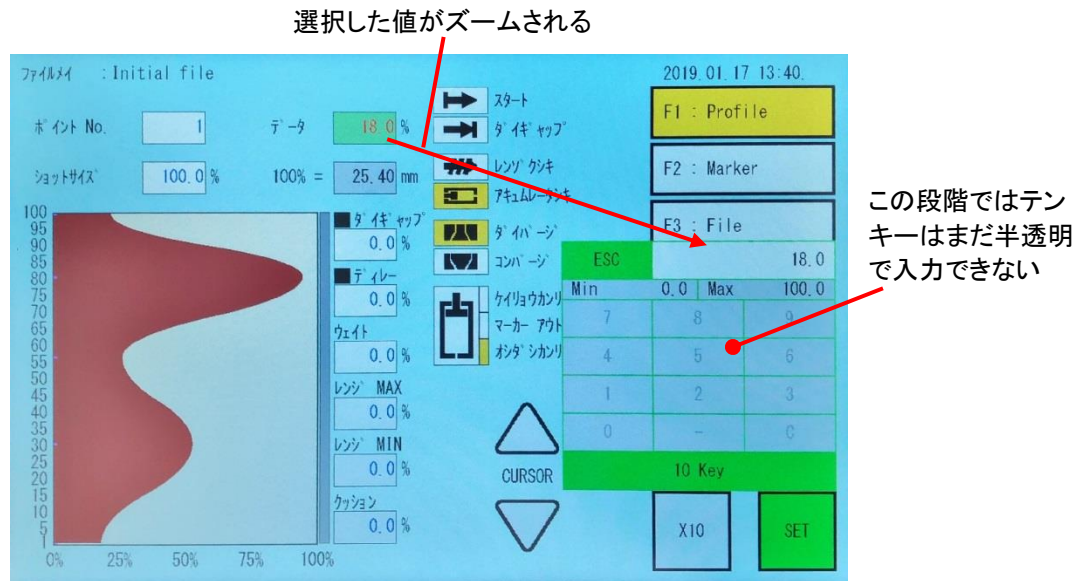 選択した値がズームされる
ﾌｧｲﾙﾒｲ :Initial file
2019.01.17 13:40.
ﾎﾟｲﾝﾄ No. 1
ﾃﾞｰﾀ 18.0 %
ｼｮｯﾄｻｲｽﾞ 100.0 %
100% = 25.40 mm
100
95
90
85
80
75
70
65
60
55
50
45
40
35
30
25
20
15
10
5
1
0% 25% 50% 75% 100%
ﾀﾞｲｷﾞｬｯﾌﾟ
0.0 %
ﾃﾞｨﾚｰ
0.0 %
ｳｪｲﾄ
0.0 %
ﾚﾝｼﾞ MAX
0.0 %
ﾚﾝｼﾞ MIN
0.0 %
ｸｯｼｮﾝ
0.0 %
ｽﾀｰﾄ
ﾀﾞｲｷﾞｬｯﾌﾟ
ﾚﾝｿﾞｸｼｷ
ｱｷｭﾑﾚｰﾀｼｷ
ﾀﾞｲﾊﾞｰｼﾞ
ｺﾝﾊﾞｰｼﾞ
ｹｲﾘｮｳｶﾝﾘ
ﾏｰｶｰ ｱｳﾄ
ｵｼﾀﾞｼｶﾝﾘ
CURSOR
F1 : Profile
F2 : Marker
F3 : File
ESC 18.0
Min 0.0 Max 100.0
7 8 9
4 5 6
1 2 3
0 - C
10 Key
X10 SET
この段階ではテン
キーはまだ半透明
で入力できない